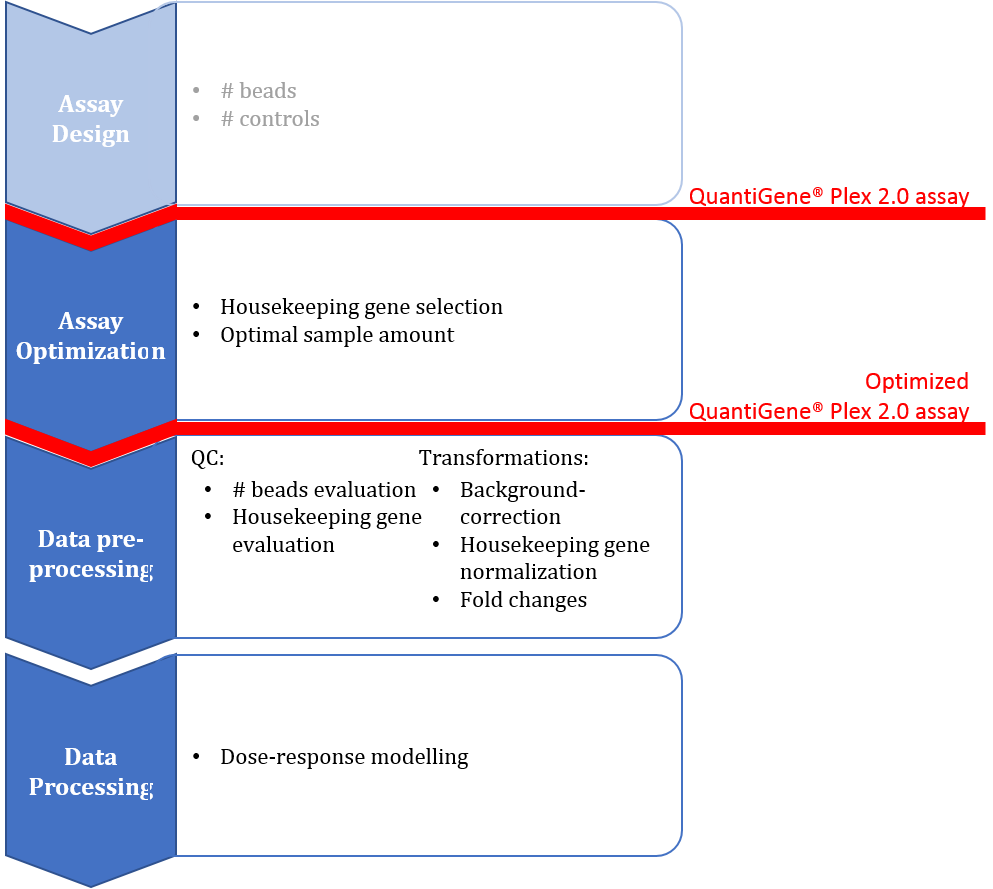 Assay
Design
• # beads
• # controls
QuantiGene® Plex 2.0 assay
Assay
Optimization
• Housekeeping gene selection
• Optimal sample amount
Optimized
QuantiGene® Plex 2.0 assay
Data pre-
processing
QC:
• # beads evaluation
• Housekeeping gene
evaluation
Transformations:
• Background-
correction
• Housekeeping gene
normalization
• Fold changes
Data
Processing
• Dose-response modelling